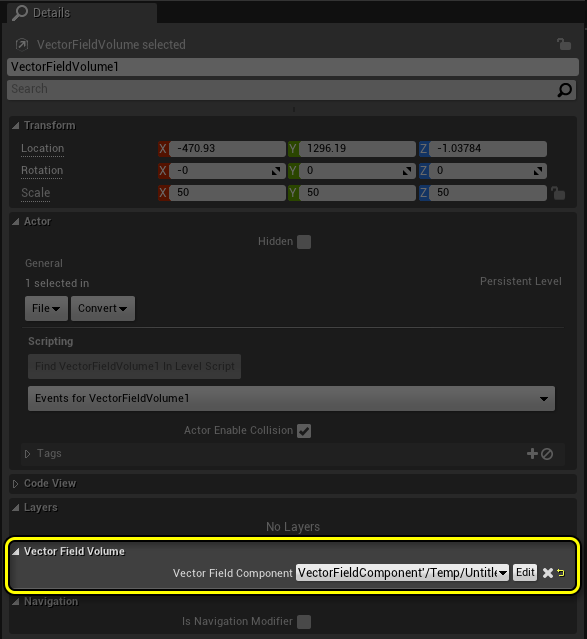 Details
VectorFieldVolume selected
VectorFieldVolume1
Search
Transform
Location X -470.93 Y 1296.19 Z -1.03784
Rotation X -0 Y 0 Z 0
Scale X 50 Y 50 Z 50
Actor
Hidden
General
1 selected in Persistent Level
File Convert
Scripting
Find VectorFieldVolume1 In Level Script
Events for VectorFieldVolume1
Actor Enable Collision
Tags
Code View
Layers
No Layers
Vector Field Volume
Vector Field Component VectorFieldComponent'/Temp/Untitle Edit
Navigation
Is Navigation Modifier